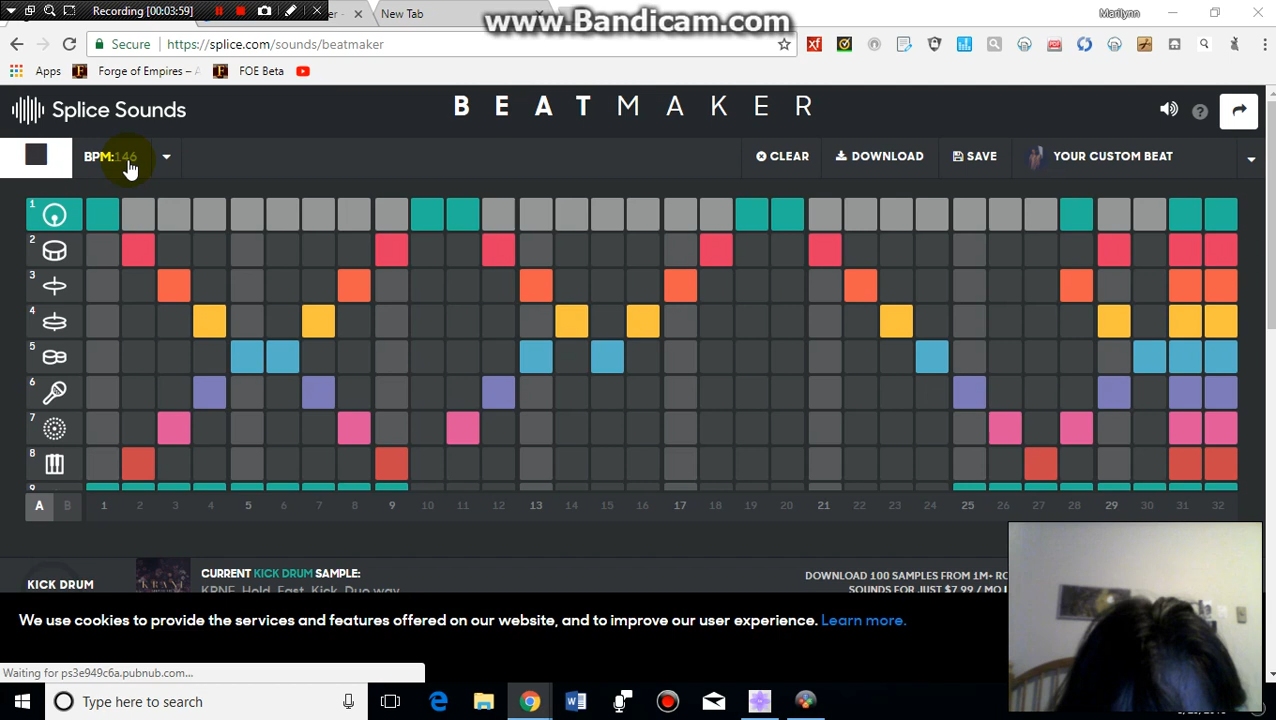 Recording [00:03:59]
www.Bandicam.com
New Tab
Marilynn
Secure
https://splice.com/sounds/beatmaker
Apps
Forge of Empires –
FOE Beta
Splice Sounds
BEATMAKER
BPM:146
CLEAR
DOWNLOAD
SAVE
YOUR CUSTOM BEAT
1
2
3
4
5
6
7
8
9
A B 1 2 3 4 5 6 7 8 9 10 11 12 13 14 15 16 17 18 19 20 21 22 23 24 25 26 27 28 29 30 31 32
KICK DRUM
CURRENT KICK DRUM SAMPLE:
DOWNLOAD 100 SAMPLES FROM 1M+
SOUNDS FOR JUST $7.99 / MO
We use cookies to provide the services and features offered on our website, and to improve our user experience. Learn more.
Waiting for ps3e949c6a.pubnub.com...
Type here to search